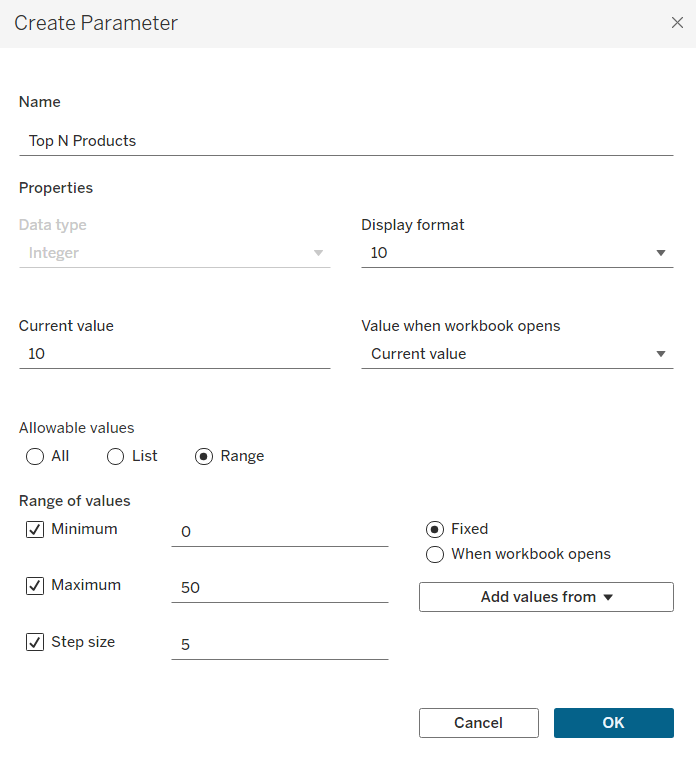 Create Parameter
Name
Top N Products
Properties
Data type
Display format
Integer
10
Current value
Value when workbook opens
10
Current value
Allowable values
All
List
Range
Range of values
Minimum
0
Fixed
When workbook opens
Maximum
50
Add values from
Step size
5
Cancel
OK